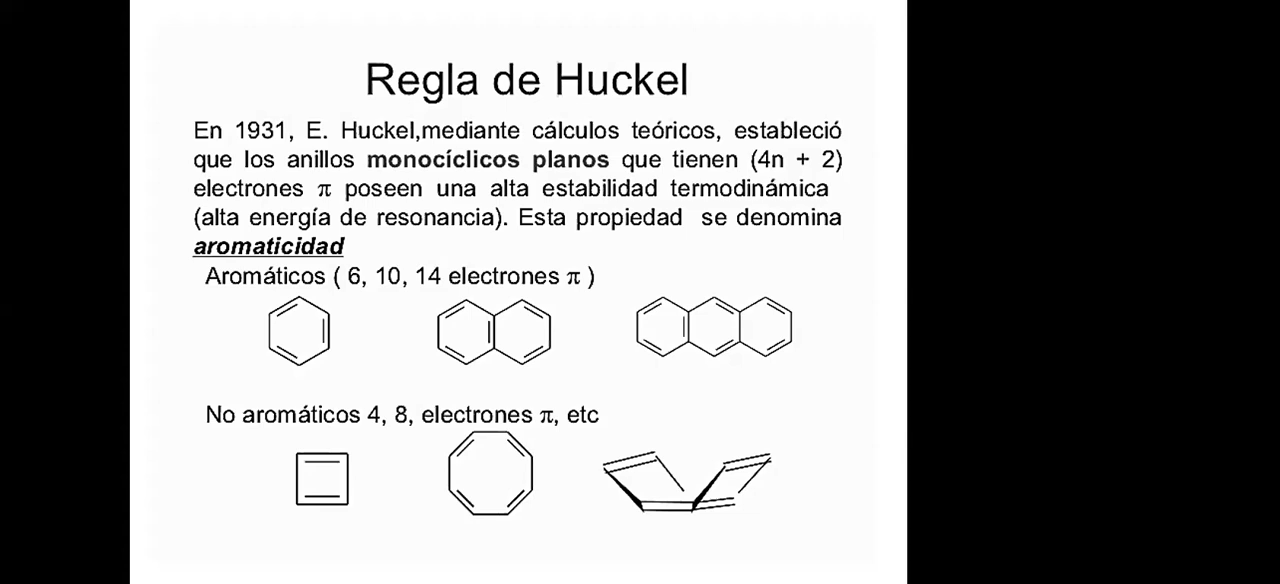 Regla de Huckel
En 1931, E. Huckel,mediante cálculos teóricos, estableció
que los anillos monocíclicos planos que tienen (4n + 2)
electrones π poseen una alta estabilidad termodinámica
(alta energía de resonancia). Esta propiedad se denomina
aromaticidad
Aromáticos ( 6, 10, 14 electrones π )
No aromáticos 4, 8, electrones π, etc